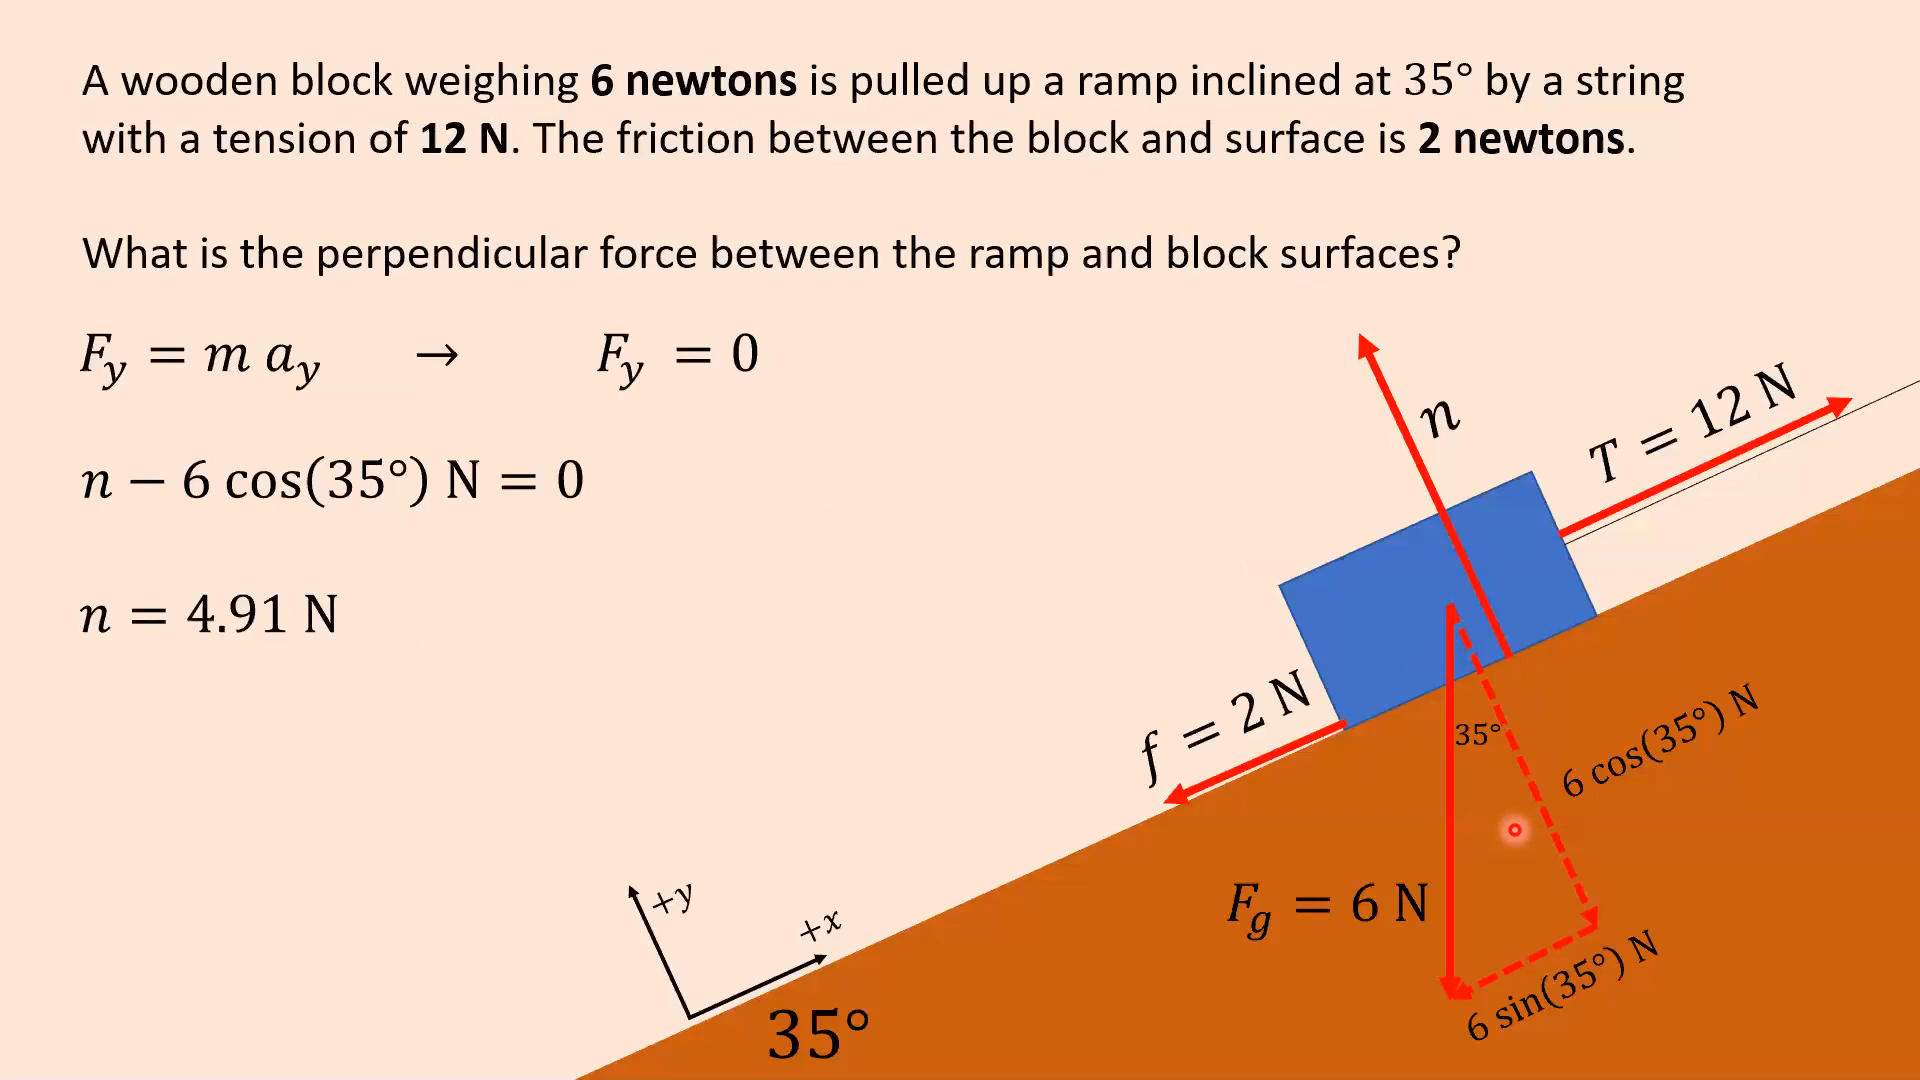 A wooden block weighing 6 newtons is pulled up a ramp inclined at 35° by a string
with a tension of 12 N. The friction between the block and surface is 2 newtons.
What is the perpendicular force between the ramp and block surfaces?
F_y = m a_y → F_y = 0
n − 6 cos(35°) N = 0
n = 4.91 N
n
T = 12 N
f = 2 N
35°
6 cos(35°) N
F_g = 6 N
6 sin(35°) N
+y
+x
35°